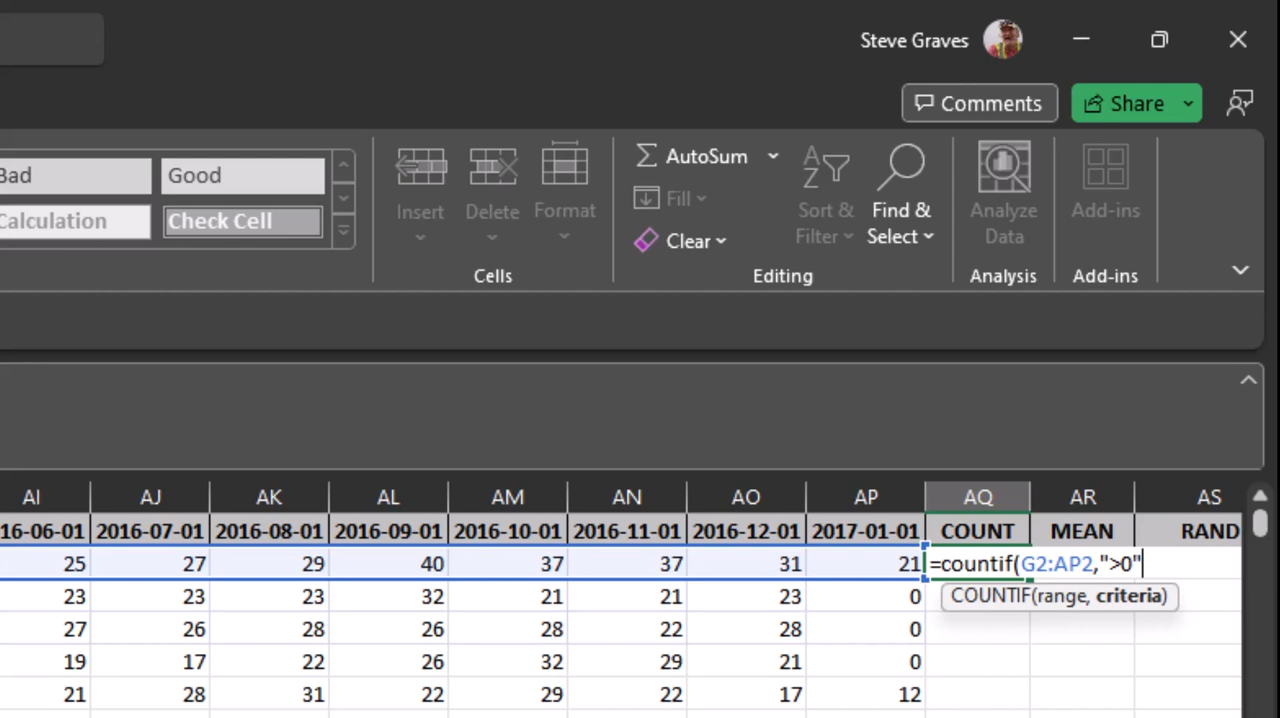 Steve Graves
Comments
Share
Bad
Good
Calculation
Check Cell
Insert
Delete
Format
Cells
AutoSum
Fill
Clear
Sort &
Filter
Find &
Select
Editing
Analyze
Data
Analysis
Add-ins
Add-ins
AI AJ AK AL AM AN AO AP AQ AR AS
16-06-01 2016-07-01 2016-08-01 2016-09-01 2016-10-01 2016-11-01 2016-12-01 2017-01-01 COUNT MEAN RAND
25 27 29 40 37 37 31 21 =countif(G2:AP2,">0"
23 23 23 32 21 21 23 0 COUNTIF(range, criteria)
27 26 28 26 28 22 28 0
19 17 22 26 32 29 21 0
21 28 31 22 29 22 17 12